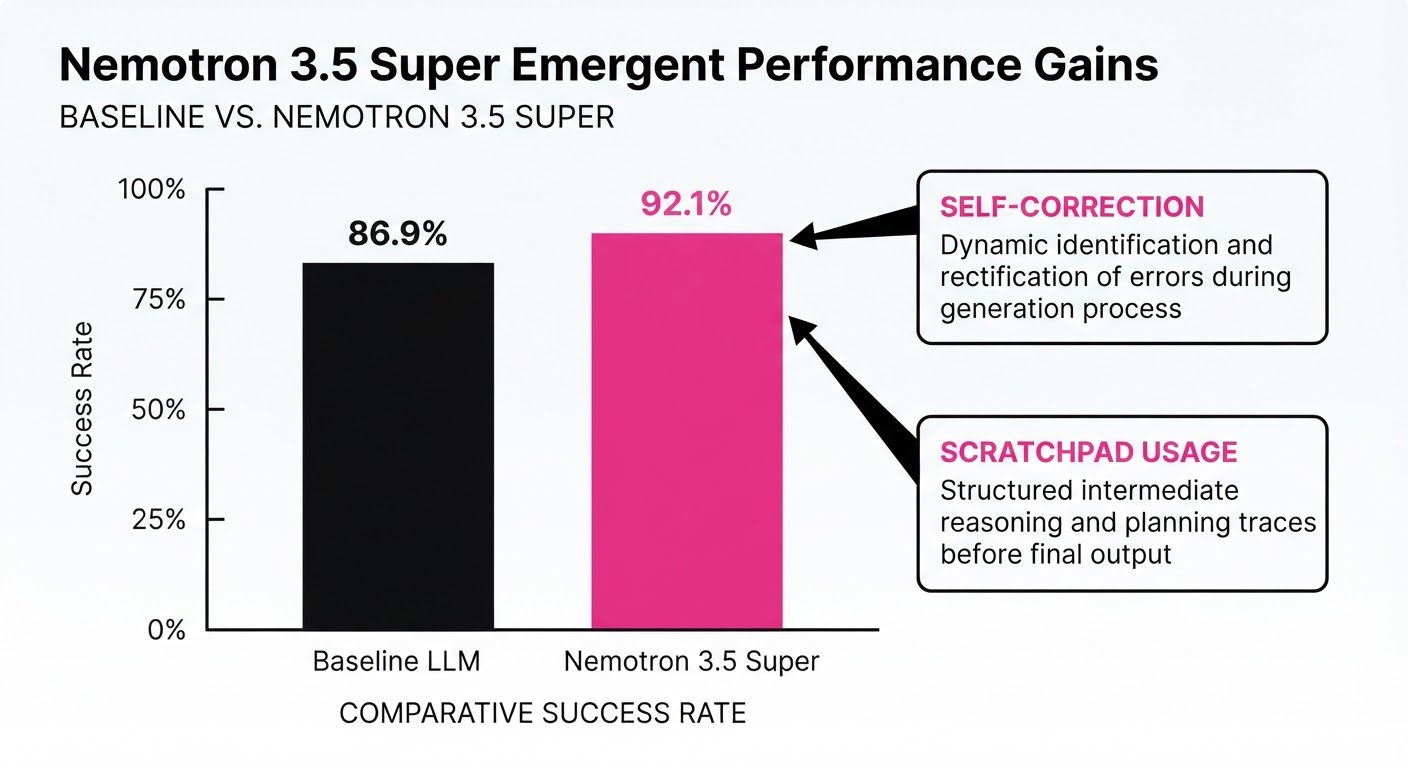 Nemotron 3.5 Super Emergent Performance Gains
BASELINE VS. NEMOTRON 3.5 SUPER
100%
75%
50%
25%
0%
Success Rate
86.9%
92.1%
Baseline LLM
Nemotron 3.5 Super
COMPARATIVE SUCCESS RATE
SELF-CORRECTION
Dynamic identification and
rectification of errors during
generation process
SCRATCHPAD USAGE
Structured intermediate
reasoning and planning traces
before final output